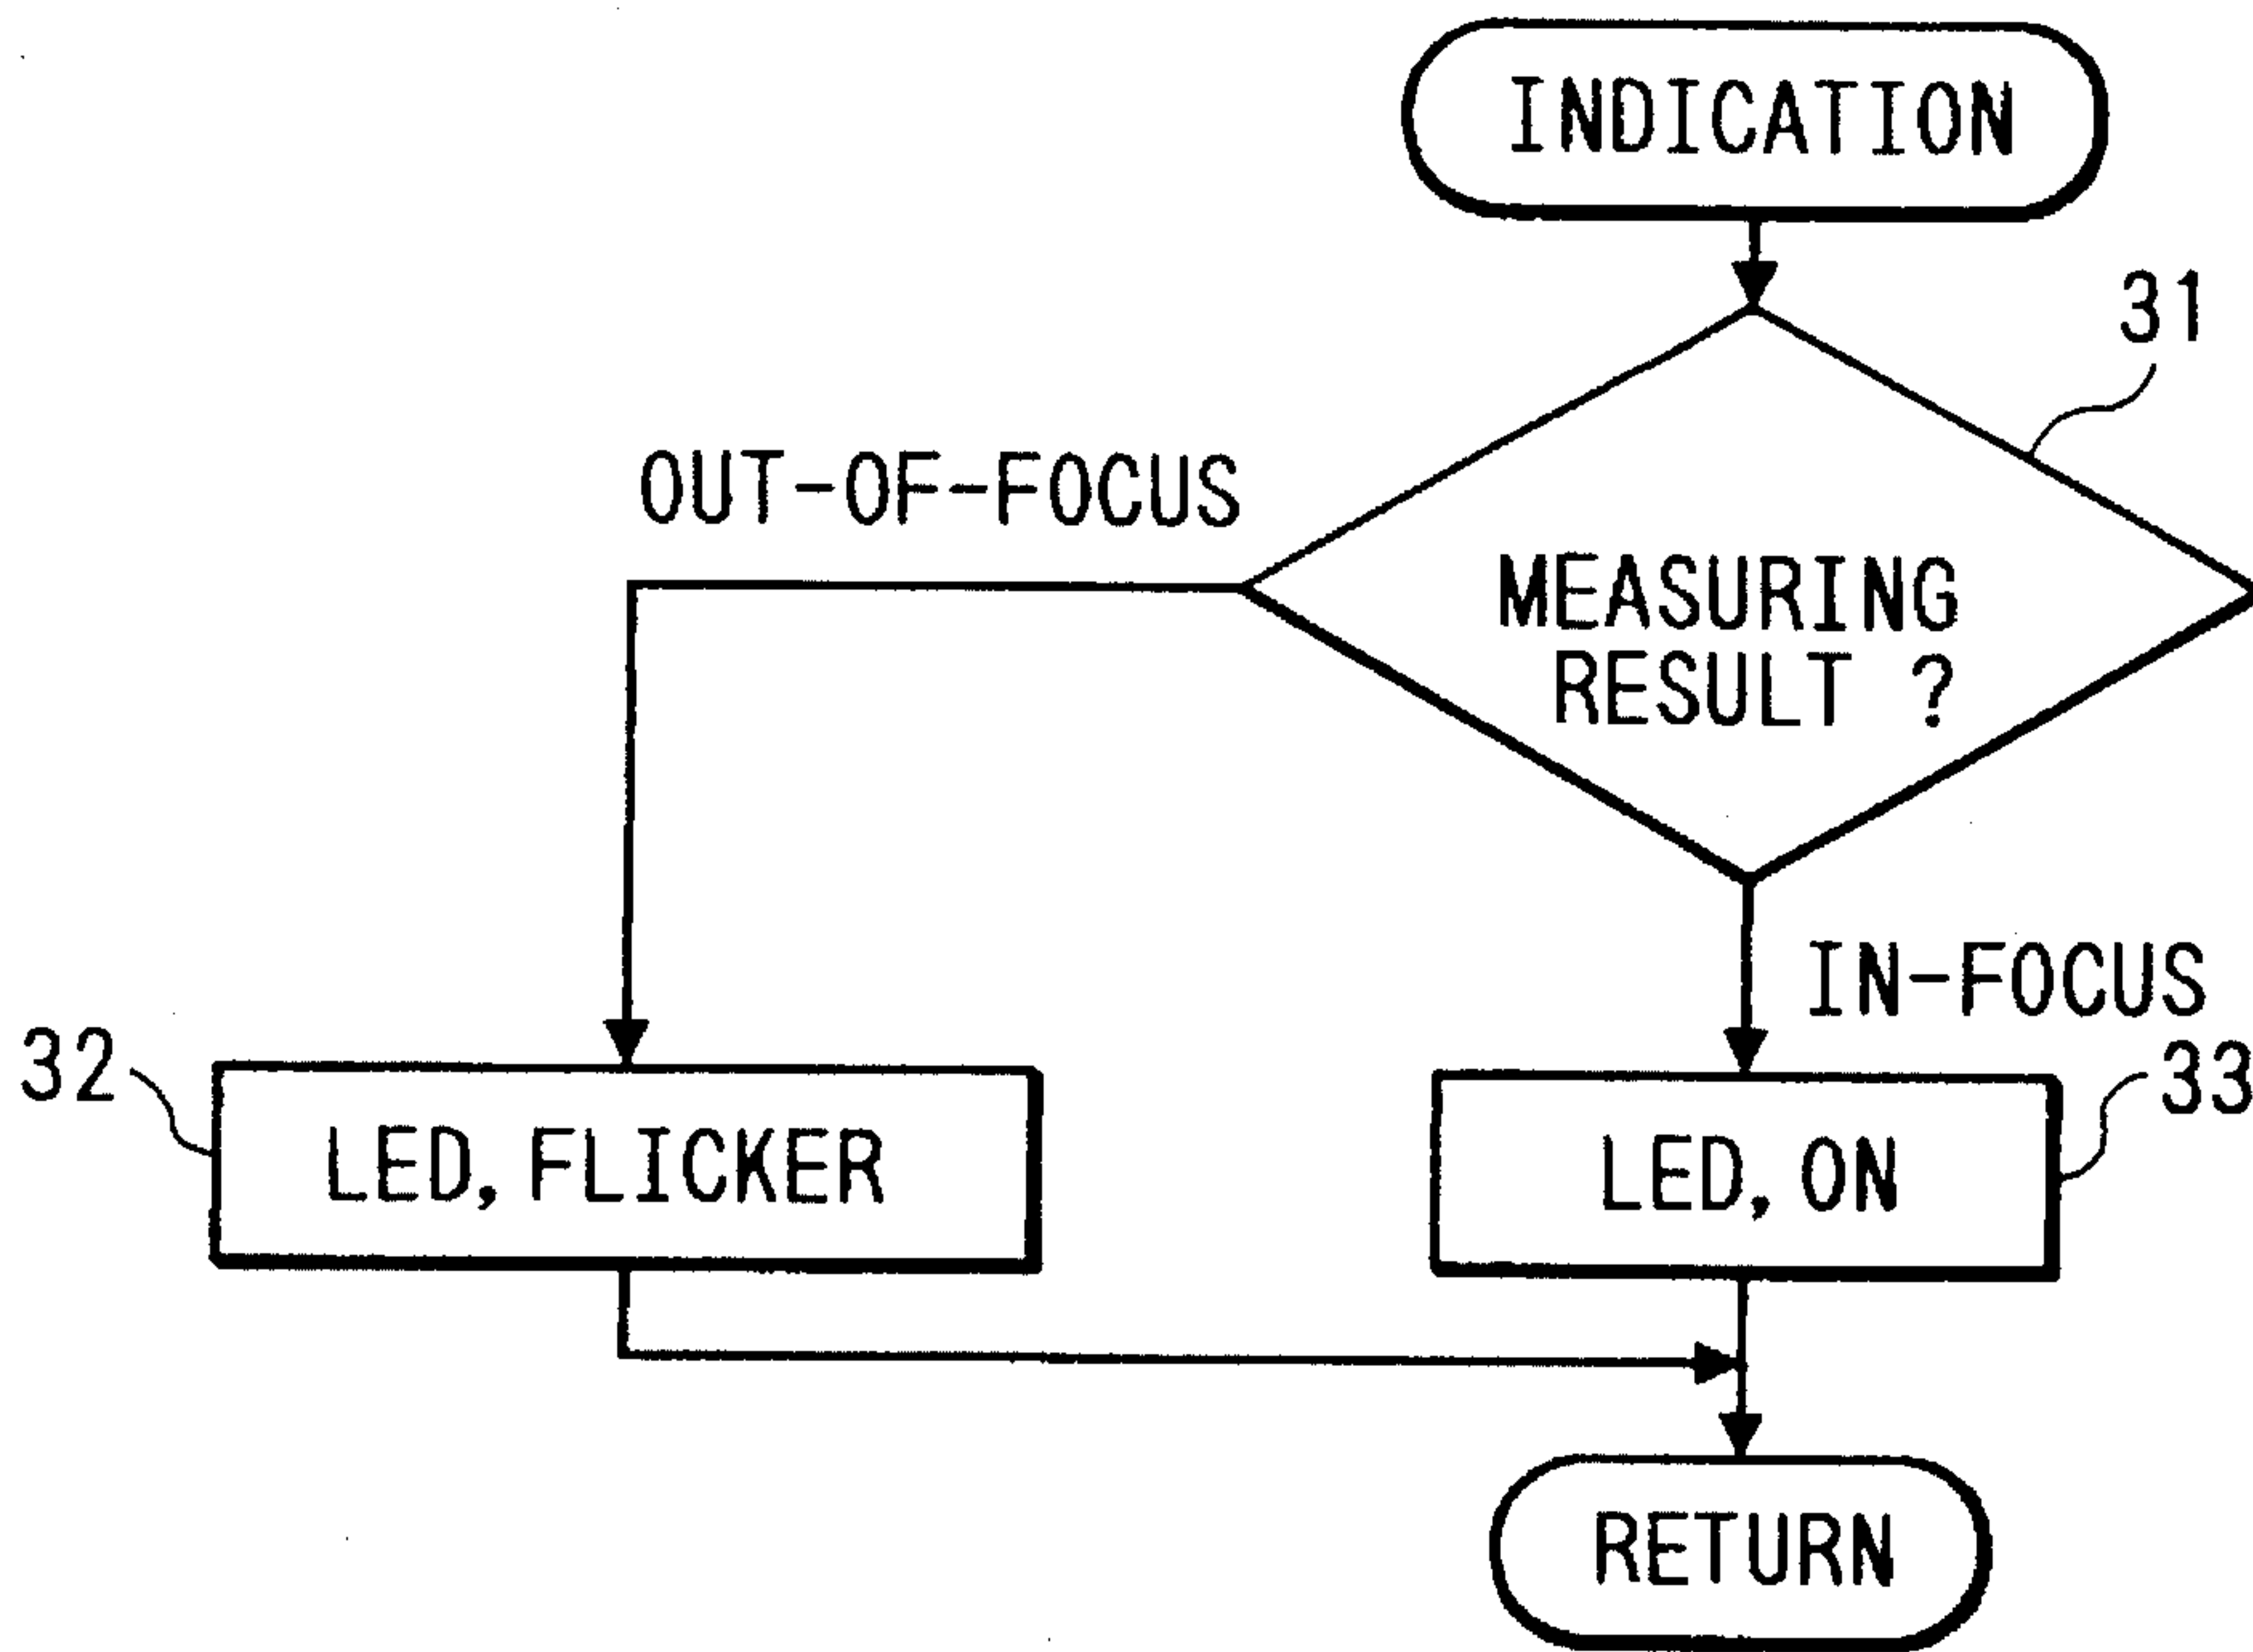 INDICATION
31
OUT-OF-FOCUS
MEASURING
RESULT ?
IN-FOCUS
32
33
LED, FLICKER
LED, ON
RETURN